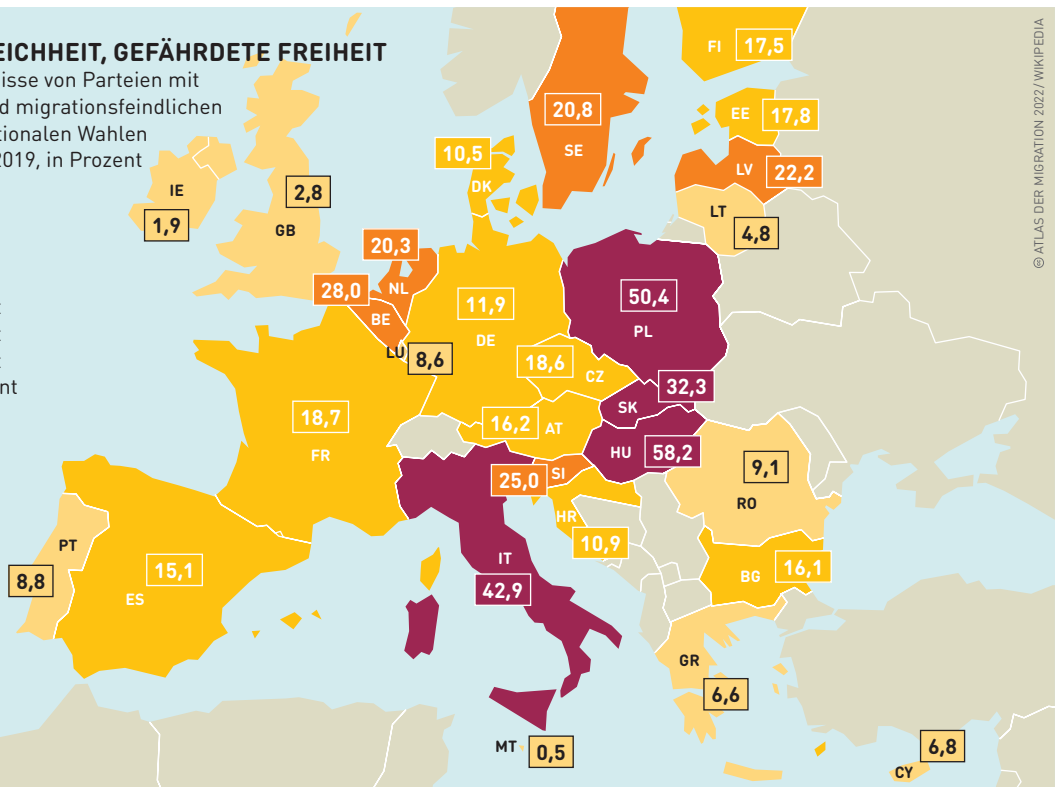 EICHHEIT, GEFÄHRDETE FREIHEIT
isse von Parteien mit
d migrationsfeindlichen
tionalen Wahlen
2019, in Prozent
© ATLAS DER MIGRATION 2022/WIKIPEDIA
FI 17,5
20,8
SE
EE 17,8
10,5
DK
LV 22,2
IE
1,9
2,8
GB
LT
4,8
20,3
NL
28,0
BE
LU 8,6
11,9
DE
50,4
PL
18,6
CZ
32,3
SK
18,7
FR
16,2 AT
HU 58,2
25,0 SI
9,1
RO
HR
10,9
PT
8,8
15,1
ES
IT
42,9
BG 16,1
GR
6,6
MT 0,5
6,8
CY
t
t
t
nt